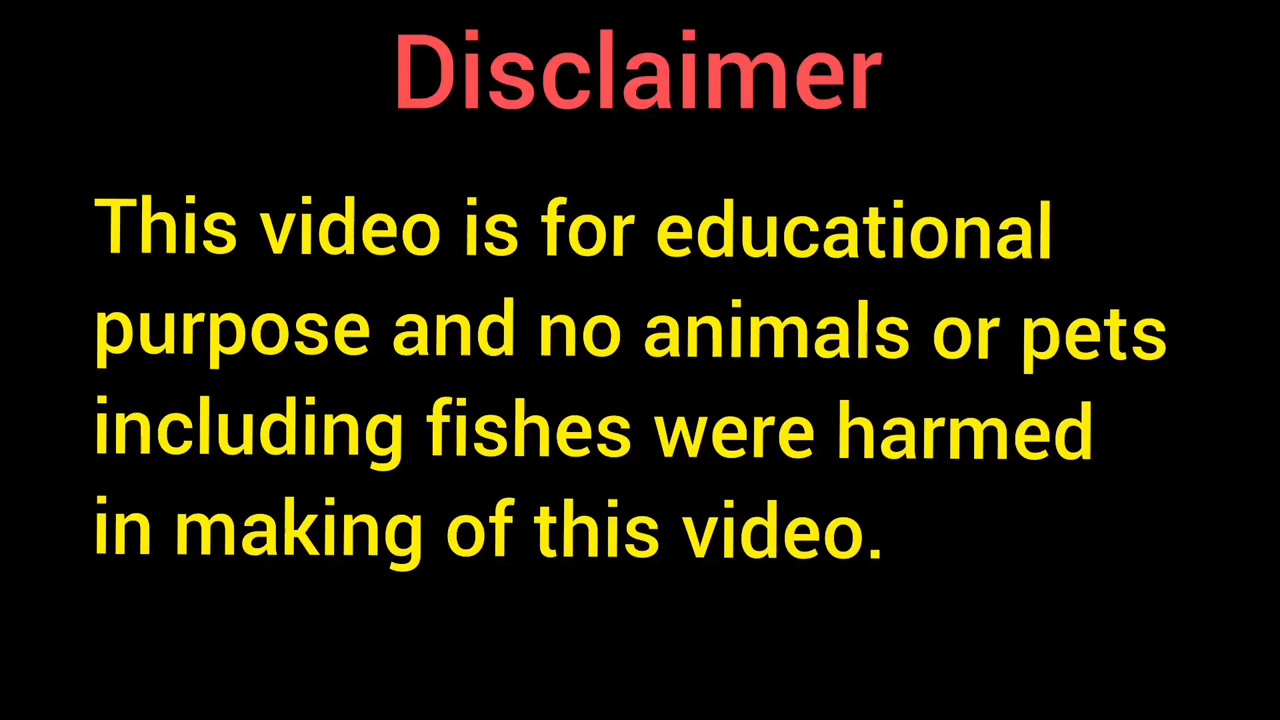 Disclaimer
This video is for educational
purpose and no animals or pets
including fishes were harmed
in making of this video.